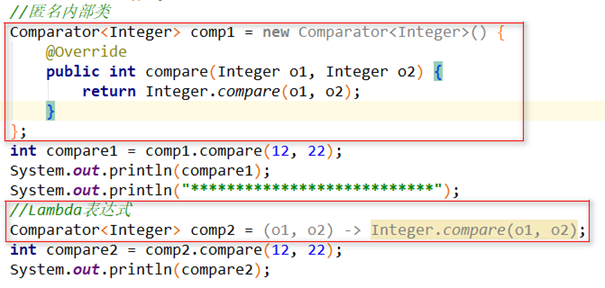 //匿名内部类
Comparator<Integer> comp1 = new Comparator<Integer>() {
@Override
public int compare(Integer o1, Integer o2) {
return Integer.compare(o1, o2);
}
};
int compare1 = comp1.compare(12, 22);
System.out.println(compare1);
System.out.println("***************************");
//Lambda表达式
Comparator<Integer> comp2 = (o1, o2) -> Integer.compare(o1, o2);
int compare2 = comp2.compare(12, 22);
System.out.println(compare2);